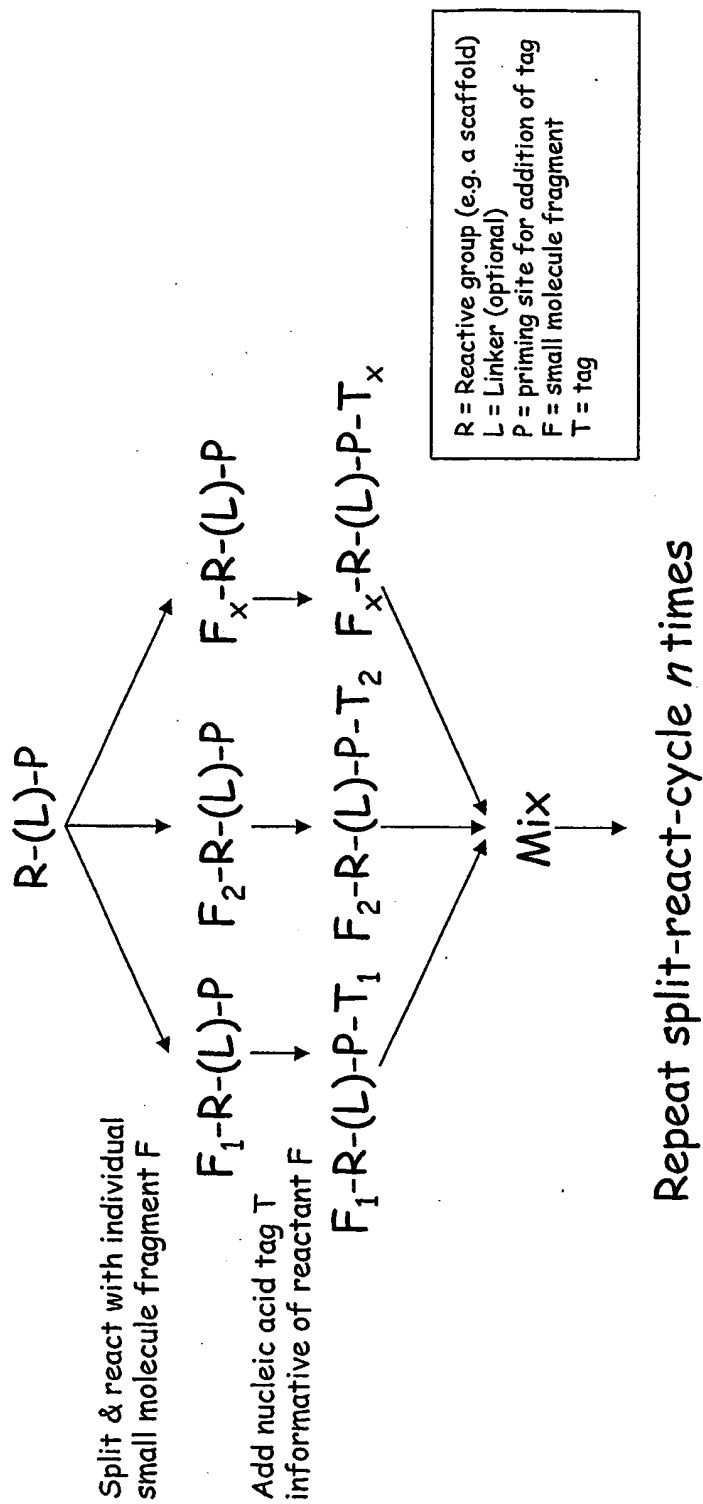 R-(L)-P
Split & react with individual
small molecule fragment F
F₁-R-(L)-P
F₂-R-(L)-P
Fₓ-R-(L)-P
Add nucleic acid tag T
informative of reactant F
F₁-R-(L)-P-T₁
F₂-R-(L)-P-T₂
Fₓ-R-(L)-P-Tₓ
Mix
Repeat split-react-cycle n times
R = Reactive group (e.g. a scaffold)
L = Linker (optional)
P = priming site for addition of tag
F = small molecule fragment
T = tag